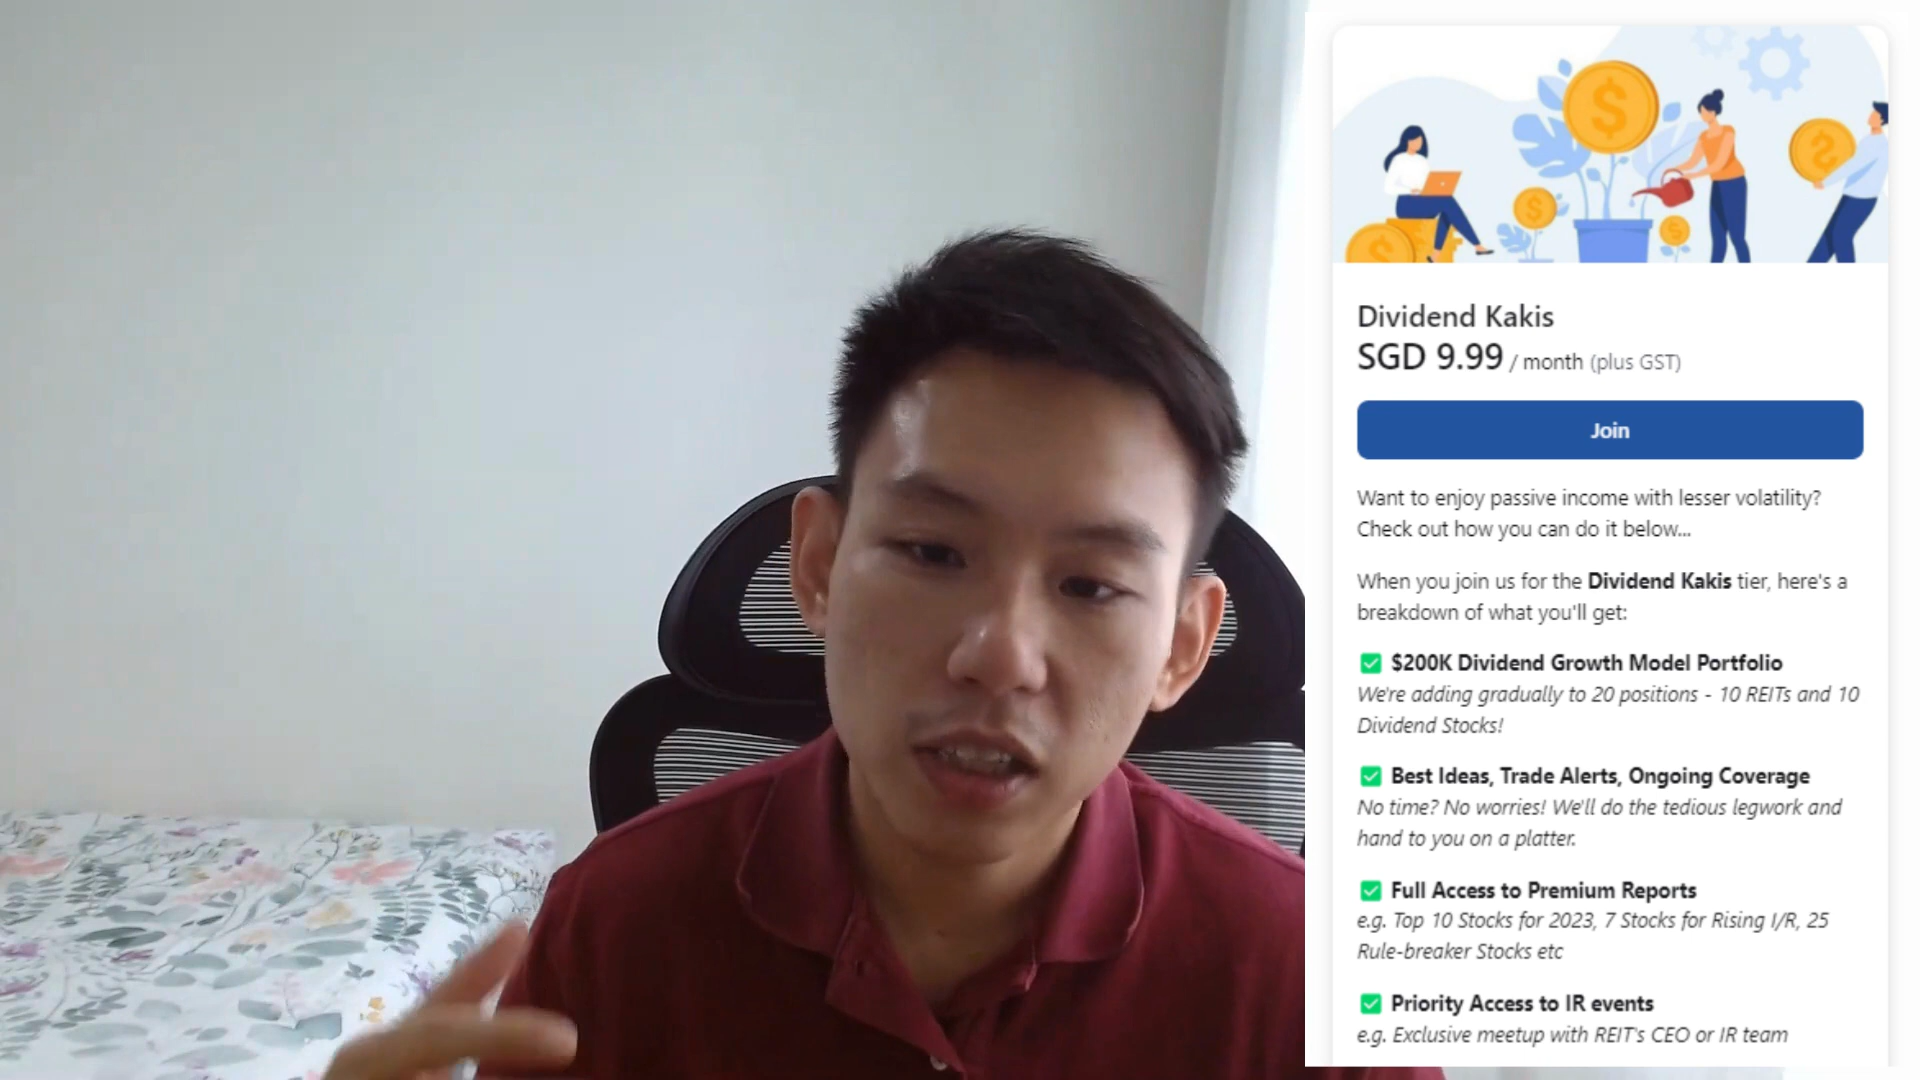 Dividend Kakis
SGD 9.99 / month (plus GST)
Join
Want to enjoy passive income with lesser volatility?
Check out how you can do it below...
When you join us for the Dividend Kakis tier, here's a
breakdown of what you'll get:
✅ $200K Dividend Growth Model Portfolio
We're adding gradually to 20 positions - 10 REITs and 10
Dividend Stocks!
✅ Best Ideas, Trade Alerts, Ongoing Coverage
No time? No worries! We'll do the tedious legwork and
hand to you on a platter.
✅ Full Access to Premium Reports
e.g. Top 10 Stocks for 2023, 7 Stocks for Rising I/R, 25
Rule-breaker Stocks etc
✅ Priority Access to IR events
e.g. Exclusive meetup with REIT's CEO or IR team